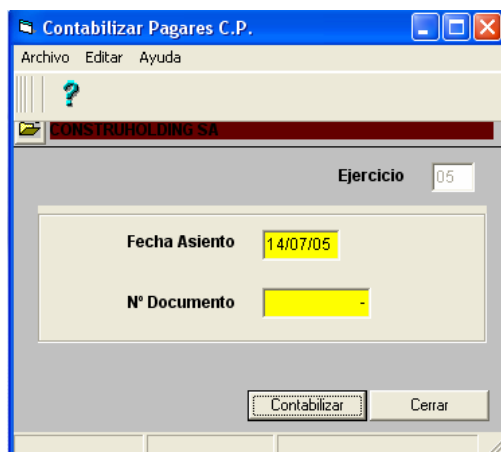 Contabilizar Pagares C.P.
Archivo Editar Ayuda
CONSTRUHOLDING SA
Ejercicio 05
Fecha Asiento 14/07/05
Nº Documento -
Contabilizar Cerrar